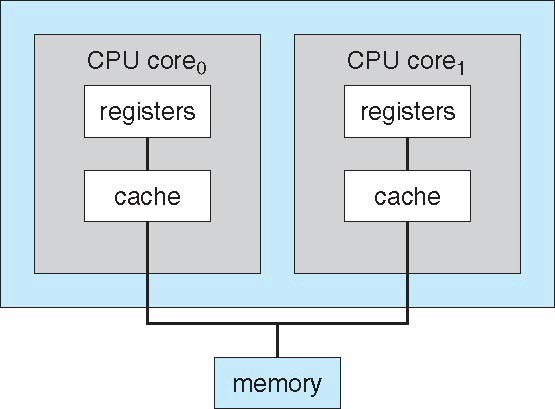 CPU core₀
registers
cache
CPU core₁
registers
cache
memory